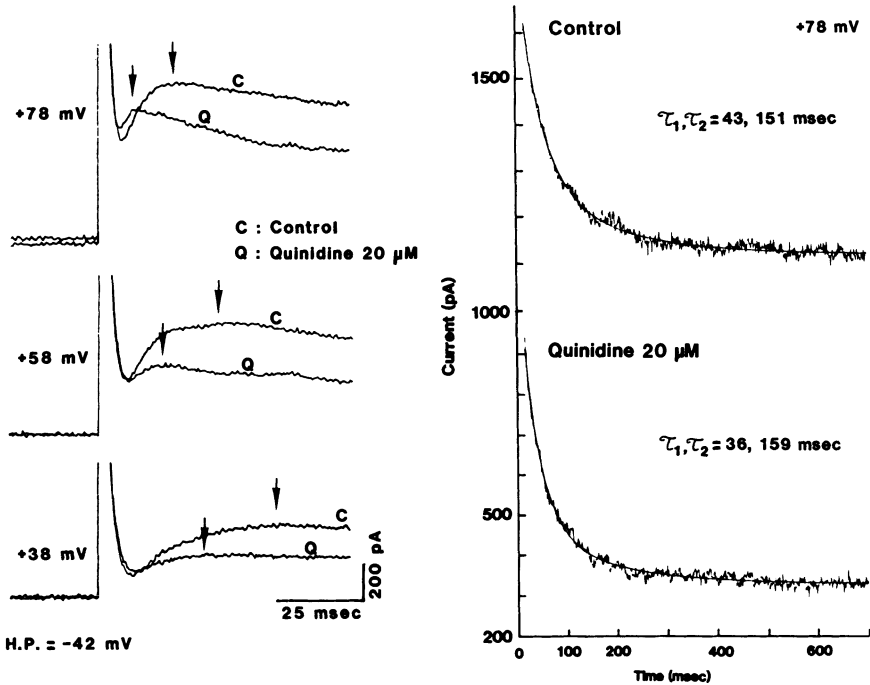 C
Q
+78 mV
C : Control
Q : Quinidine 20 µM
C
Q
+58 mV
C
Q
+38 mV
200 pA
25 msec
H.P. = -42 mV
Control
+78 mV
1500
τ₁,τ₂ = 43, 151 msec
1000
Current (pA)
Quinidine 20 µM
τ₁,τ₂ = 36, 159 msec
500
200
0 100 200 400 600
Time (msec)